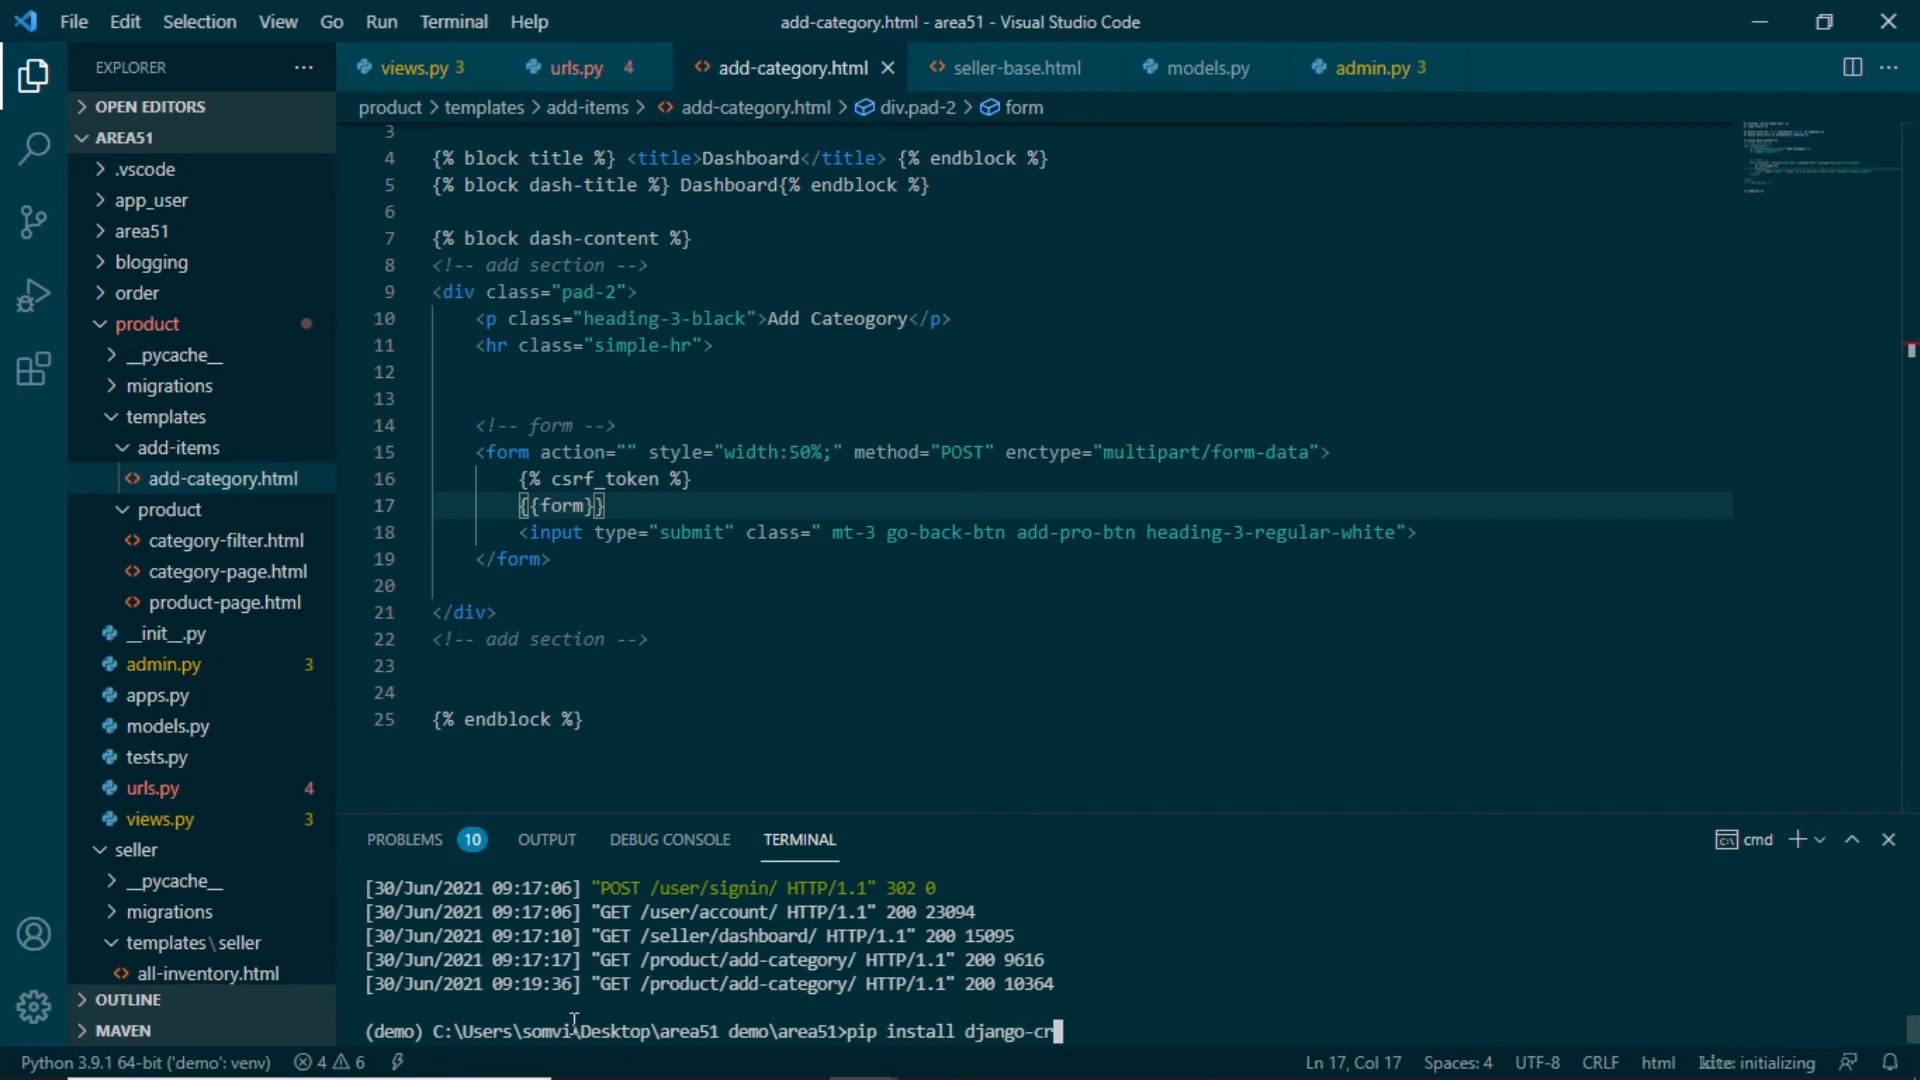 File Edit Selection View Go Run Terminal Help
add-category.html - area51 - Visual Studio Code
EXPLORER
OPEN EDITORS
AREA51
.vscode
app_user
area51
blogging
order
product
__pycache__
migrations
templates
add-items
add-category.html
product
category-filter.html
category-page.html
product-page.html
__init__.py
admin.py 3
apps.py
models.py
tests.py
urls.py 4
views.py 3
seller
__pycache__
migrations
templates\seller
all-inventory.html
OUTLINE
MAVEN
views.py 3 urls.py 4 add-category.html seller-base.html models.py admin.py 3
product > templates > add-items > add-category.html > div.pad-2 > form
3
4 {% block title %} <title>Dashboard</title> {% endblock %}
5 {% block dash-title %} Dashboard{% endblock %}
6
7 {% block dash-content %}
8 <!-- add section -->
9 <div class="pad-2">
10 <p class="heading-3-black">Add Cateogory</p>
11 <hr class="simple-hr">
12
13
14 <!-- form -->
15 <form action="" style="width:50%;" method="POST" enctype="multipart/form-data">
16 {% csrf_token %}
17 {{form}}
18 <input type="submit" class=" mt-3 go-back-btn add-pro-btn heading-3-regular-white">
19 </form>
20
21 </div>
22 <!-- add section -->
23
24
25 {% endblock %}
PROBLEMS 10 OUTPUT DEBUG CONSOLE TERMINAL
cmd
[30/Jun/2021 09:17:06] "POST /user/signin/ HTTP/1.1" 302 0
[30/Jun/2021 09:17:06] "GET /user/account/ HTTP/1.1" 200 23094
[30/Jun/2021 09:17:10] "GET /seller/dashboard/ HTTP/1.1" 200 15095
[30/Jun/2021 09:17:17] "GET /product/add-category/ HTTP/1.1" 200 9616
[30/Jun/2021 09:19:36] "GET /product/add-category/ HTTP/1.1" 200 10364
(demo) C:\Users\somvi\Desktop\area51 demo\area51>pip install django-cr
Python 3.9.1 64-bit ('demo': venv) 4 6
Ln 17, Col 17 Spaces: 4 UTF-8 CRLF html kite: initializing